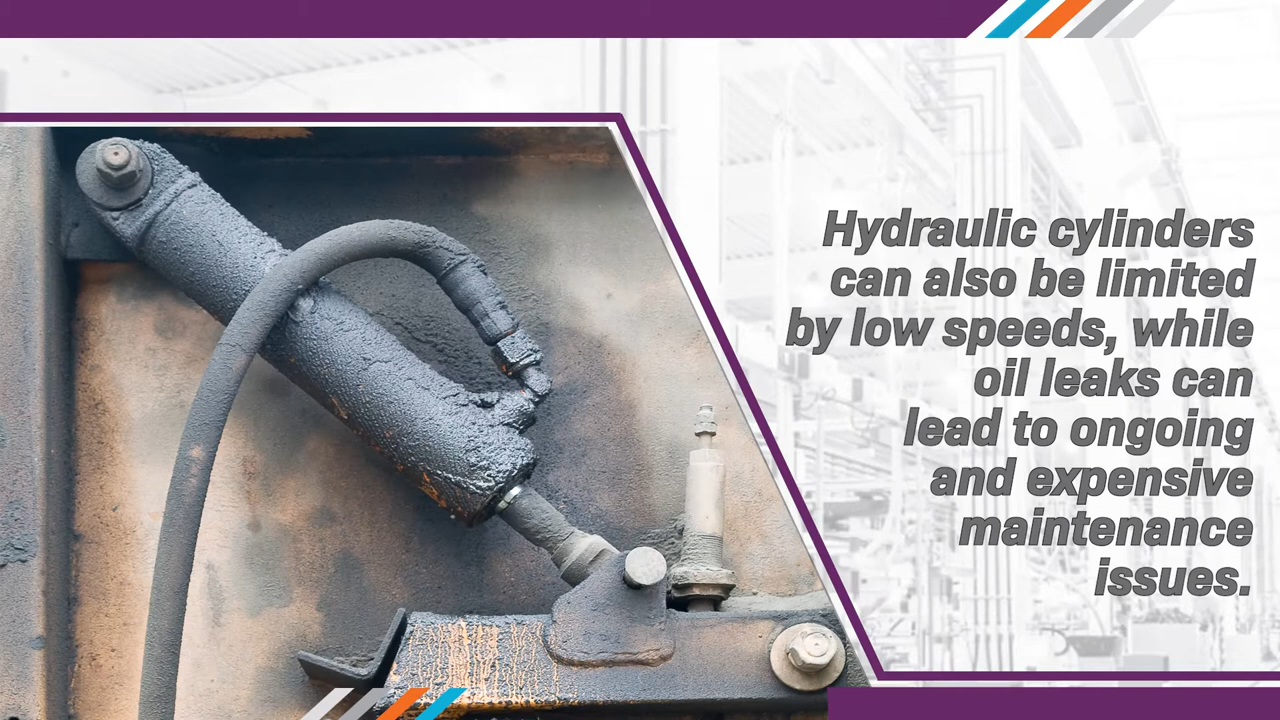 Hydraulic cylinders
can also be limited
by low speeds, while
oil leaks can
lead to ongoing
and expensive
maintenance
issues.